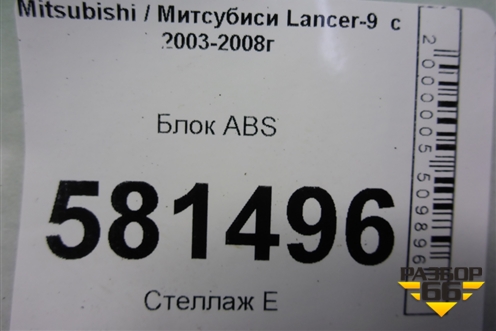 Mitsubishi / Митсубиси Lancer-9 с
2003-2008г
Блок ABS
581496
Стеллаж Е
2000005509896
РАЗБОР
66